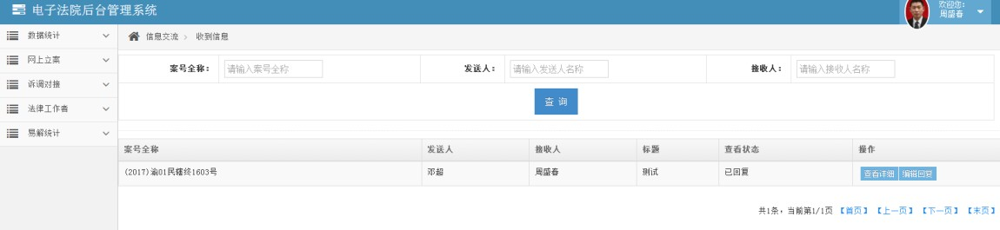 电子法院后台管理系统
欢迎您:
周盛春
数据统计
网上立案
诉调对接
法律工作者
易解统计
信息交流 > 收到信息
案号全称: 请输入案号全称 发送人: 请输入发送人名称 接收人: 请输入接收人名称
查 询
案号全称 发送人 接收人 标题 查看状态 操作
(2017)渝01民辖终1603号 邓超 周盛春 测试 已回复 查看详细 编辑回复
共1条, 当前第1/1页 【首页】 【上一页】 【下一页】 【末页】